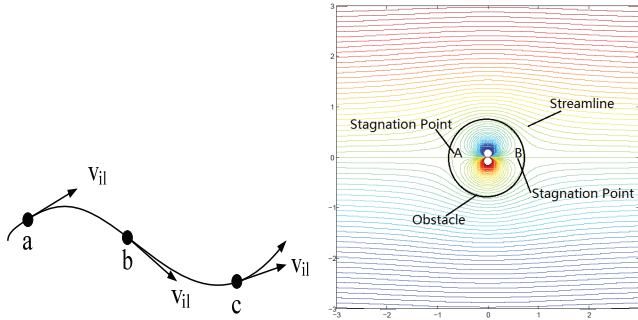 v_il
a
b
v_il
c
v_il
3
2
1
0
−1
−2
−3
−3
−2
−1
0
1
2
Streamline
Stagnation Point
A
B
Stagnation Point
Obstacle